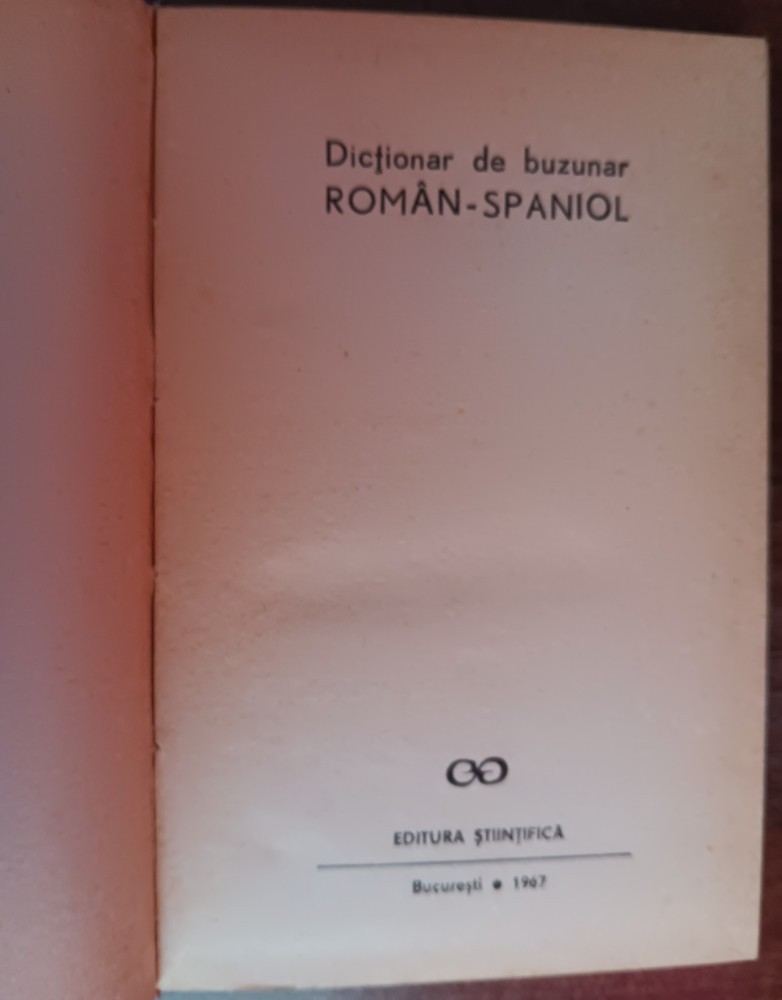 Dicționar de buzunar
ROMÂN-SPANIOL
EDITURA ȘTIINȚIFICĂ
București • 1967